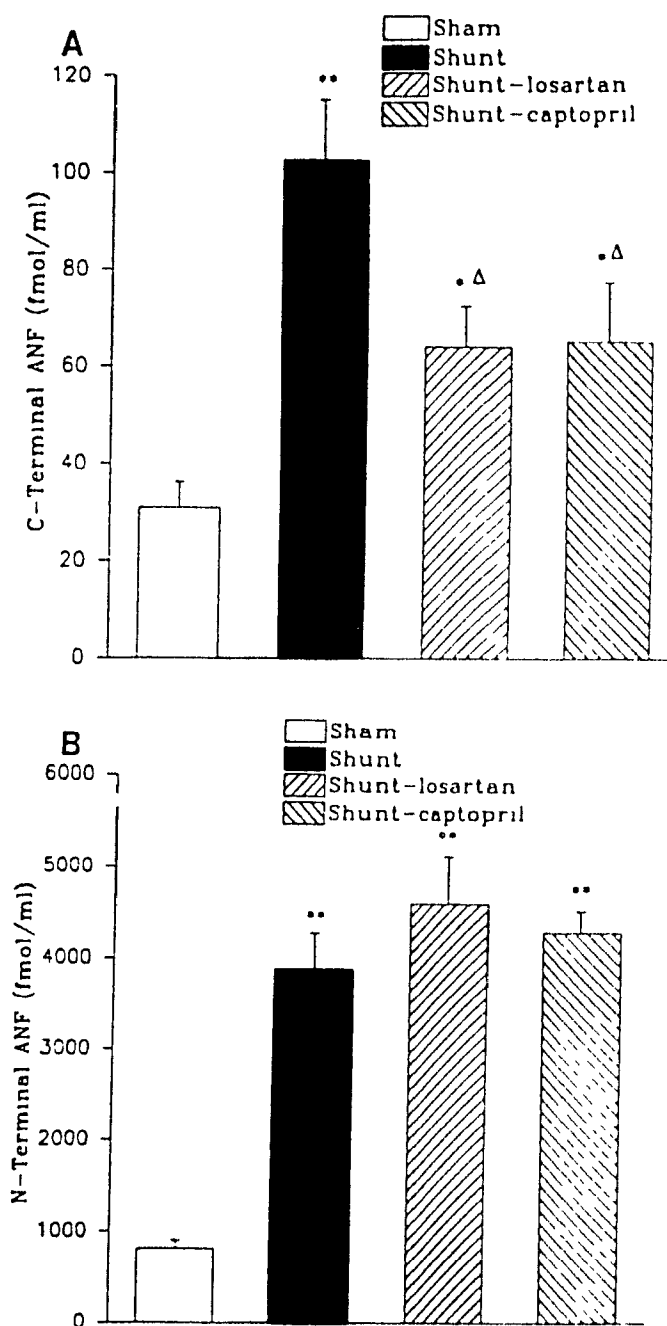 A
Sham
Shunt
Shunt-losartan
Shunt-captopril
120
100
80
60
40
20
0
C-Terminal ANF (fmol/ml)
**
* Δ
* Δ
B
Sham
Shunt
Shunt-losartan
Shunt-captopril
6000
5000
4000
3000
2000
1000
0
N-Terminal ANF (fmol/ml)
**
**
**